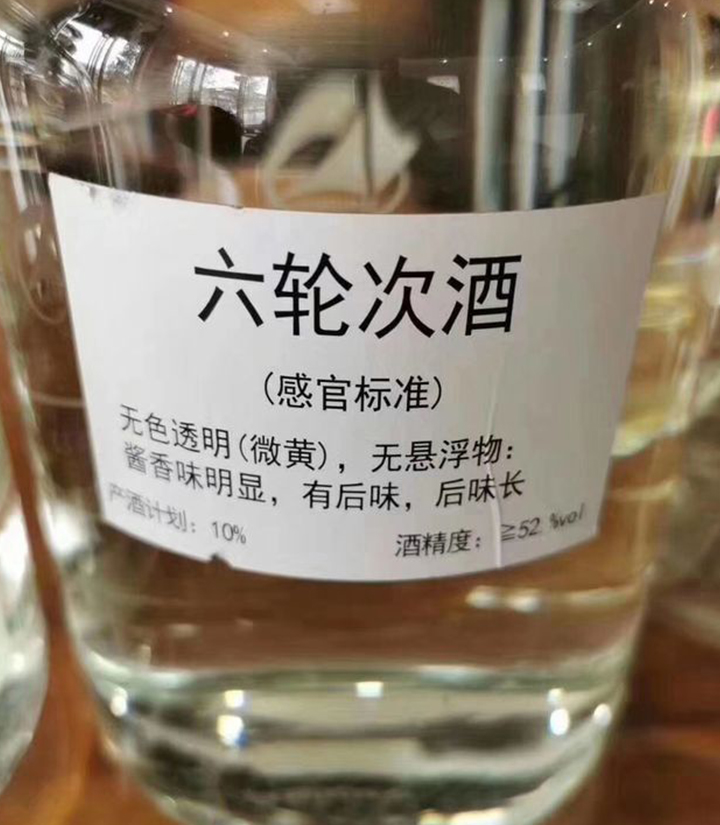 六轮次酒
(感官标准)
无色透明(微黄)，无悬浮物：
酱香味明显，有后味，后味长
产酒计划：10%
酒精度：≧52 %vol